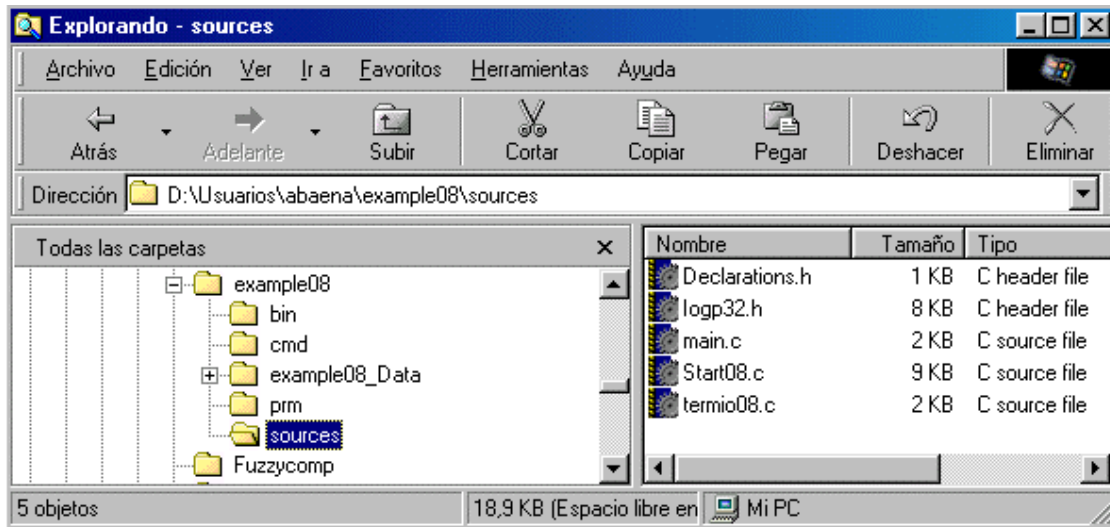 Explorando - sources
Archivo Edición Ver Ir a Favoritos Herramientas Ayuda
Atrás Adelante Subir Cortar Copiar Pegar Deshacer Eliminar
Dirección D:\Usuarios\abaena\example08\sources
Todas las carpetas
example08
bin
cmd
example08_Data
prm
sources
Fuzzycomp
Nombre Tamaño Tipo
Declarations.h 1 KB C header file
logp32.h 8 KB C header file
main.c 2 KB C source file
Start08.c 9 KB C source file
termio08.c 2 KB C source file
5 objetos 18,9 KB (Espacio libre en Mi PC